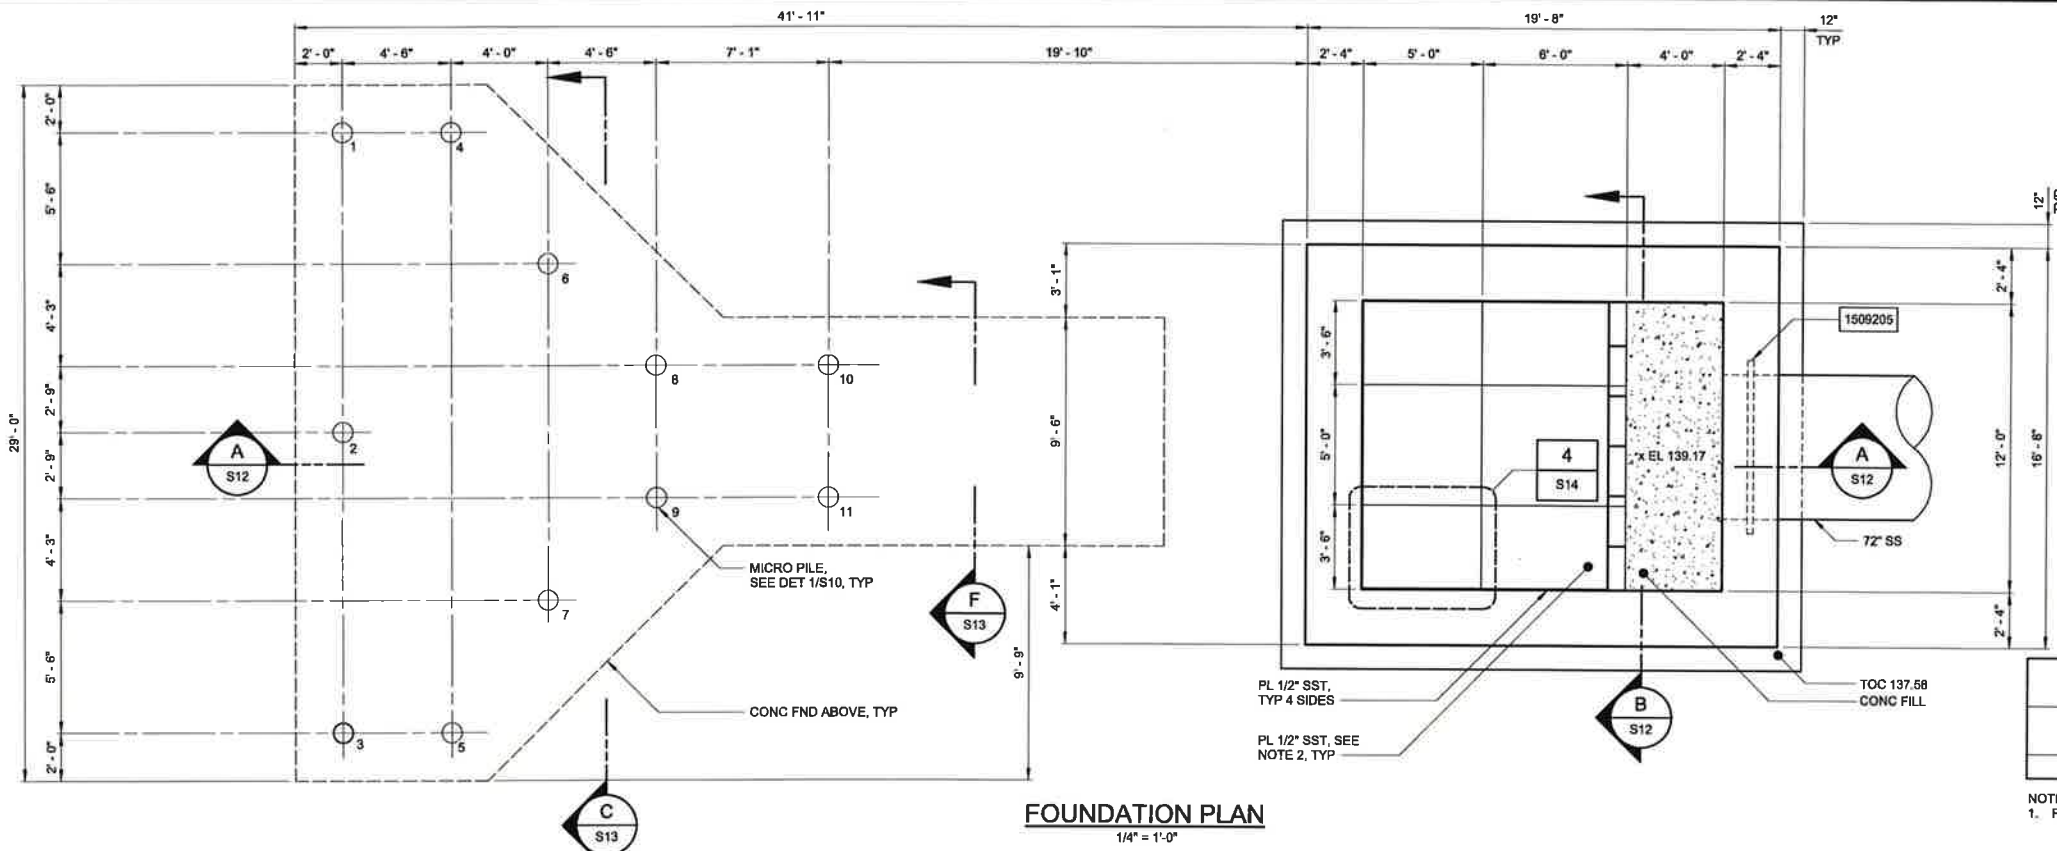 41' - 11"
19' - 8"
12"
TYP
2' - 0"
4' - 6"
4' - 0"
4' - 6"
7' - 1"
19' - 10"
2' - 4"
5' - 0"
6' - 0"
4' - 0"
2' - 4"
29' - 0"
2' - 0"
5' - 6"
4' - 3"
2' - 9"
2' - 9"
4' - 3"
5' - 6"
2' - 0"
1
4
6
8
10
2
9
11
7
3
5
A
S12
C
S13
F
S13
MICRO PILE,
SEE DET 1/S10, TYP
CONC FND ABOVE, TYP
3' - 1"
9' - 6"
4' - 1"
9' - 9"
3' - 6"
5' - 0"
3' - 6"
4
S14
x EL 139.17
1509205
A
S12
72" SS
12"
2' - 4"
12' - 0"
16' - 8"
2' - 4"
PL 1/2" SST,
TYP 4 SIDES
PL 1/2" SST, SEE
NOTE 2, TYP
B
S12
TOC 137.58
CONC FILL
FOUNDATION PLAN
1/4" = 1'-0"
NOT
1.